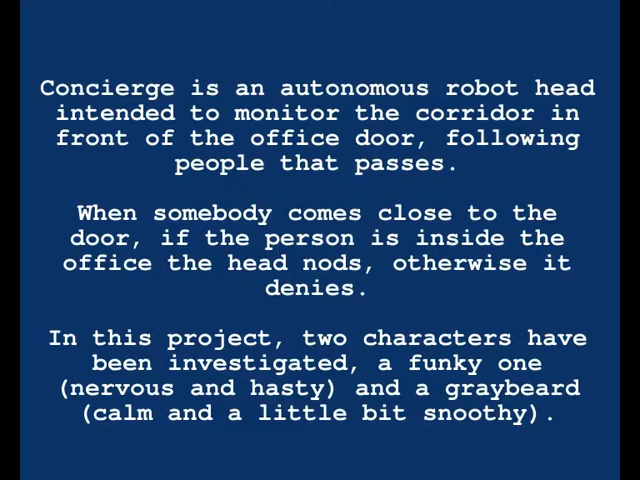 Concierge is an autonomous robot head
intended to monitor the corridor in
front of the office door, following
people that passes.
When somebody comes close to the
door, if the person is inside the
office the head nods, otherwise it
denies.
In this project, two characters have
been investigated, a funky one
(nervous and hasty) and a graybeard
(calm and a little bit snoothy).